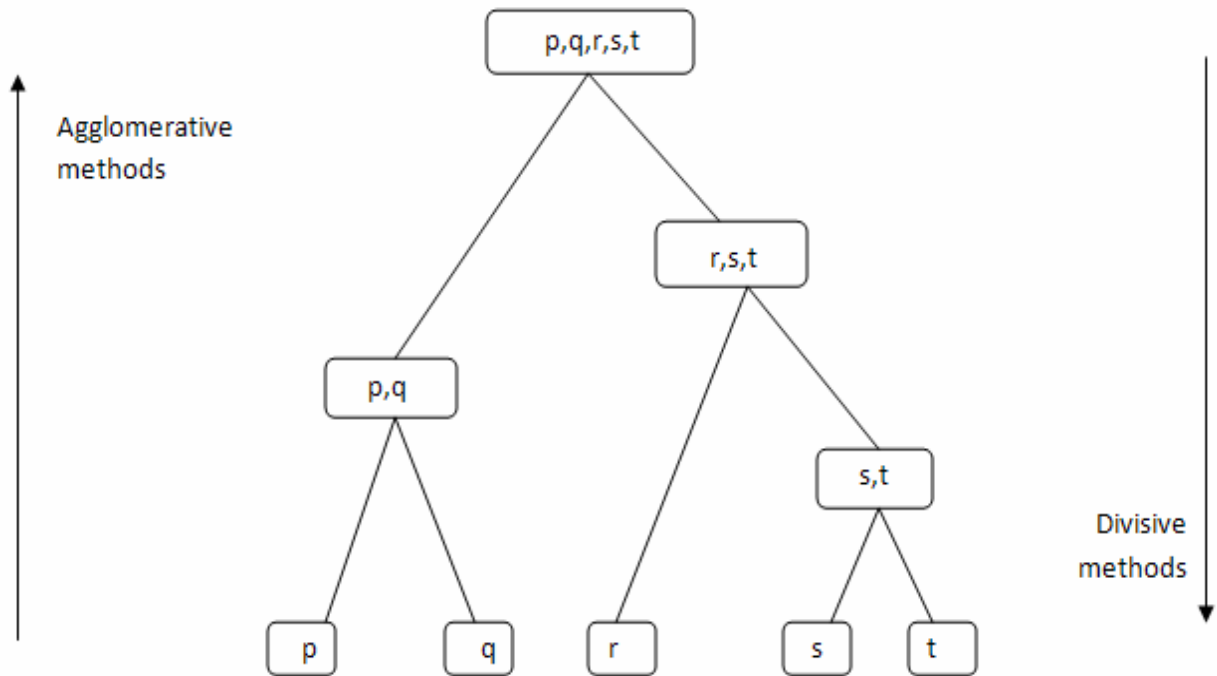 p,q,r,s,t
Agglomerative
methods
r,s,t
p,q
s,t
Divisive
methods
p
q
r
s
t